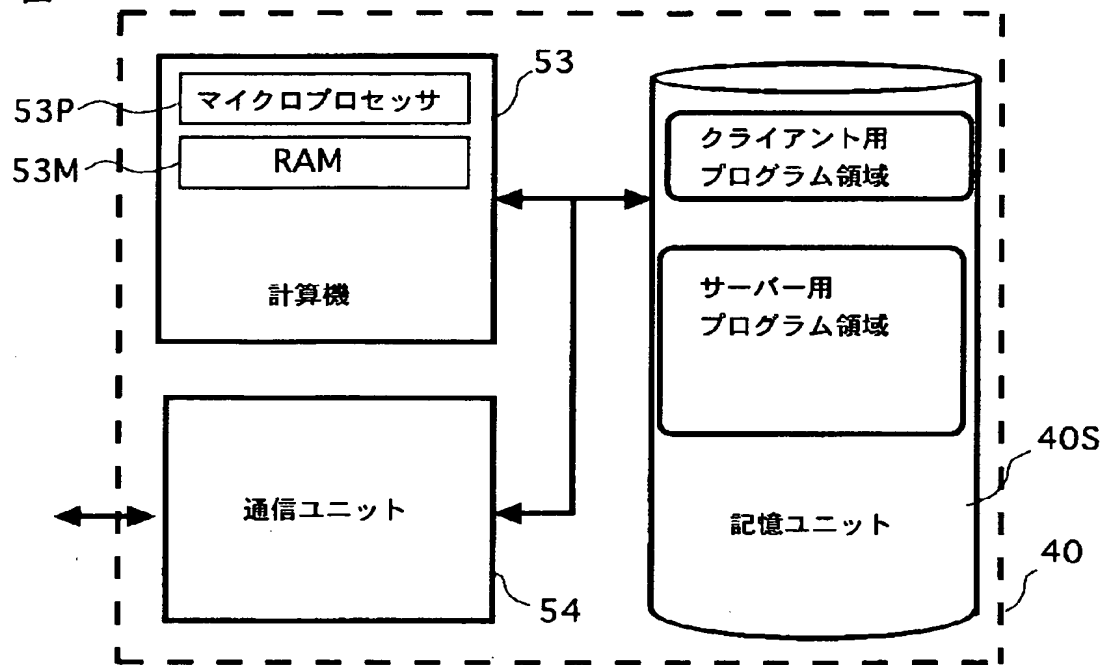 53
53P
マイクロプロセッサ
53M
RAM
計算機
クライアント用
プログラム領域
サーバー用
プログラム領域
40S
通信ユニット
記憶ユニット
40
54